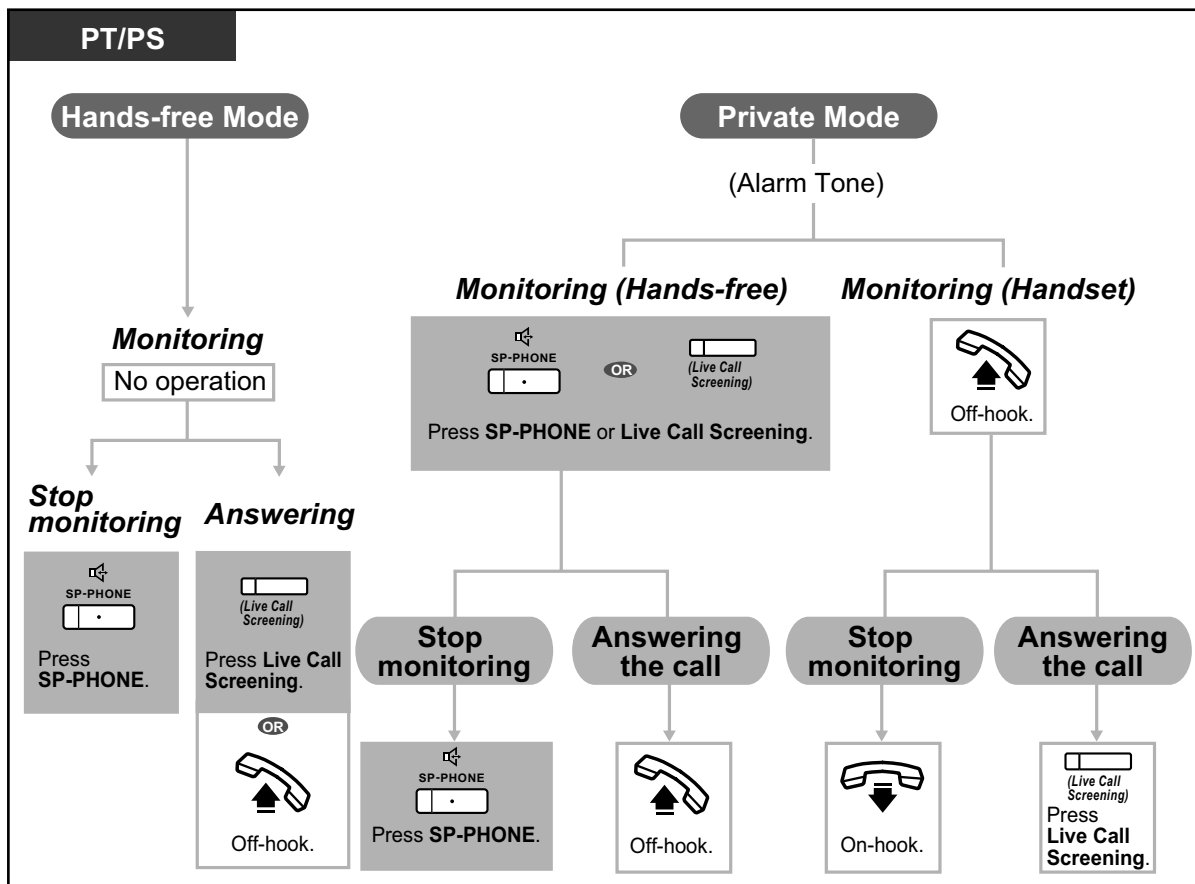 PT/PS
Hands-free Mode
Monitoring
No operation
Stop
monitoring
SP-PHONE
Press
SP-PHONE.
Answering
(Live Call
Screening)
Press Live Call
Screening.
OR
Off-hook.
Private Mode
(Alarm Tone)
Monitoring (Hands-free)
SP-PHONE
OR
(Live Call
Screening)
Press SP-PHONE or Live Call Screening.
Stop
monitoring
SP-PHONE
Press SP-PHONE.
Answering
the call
Off-hook.
Monitoring (Handset)
Off-hook.
Stop
monitoring
On-hook.
Answering
the call
(Live Call
Screening)
Press
Live Call
Screening.